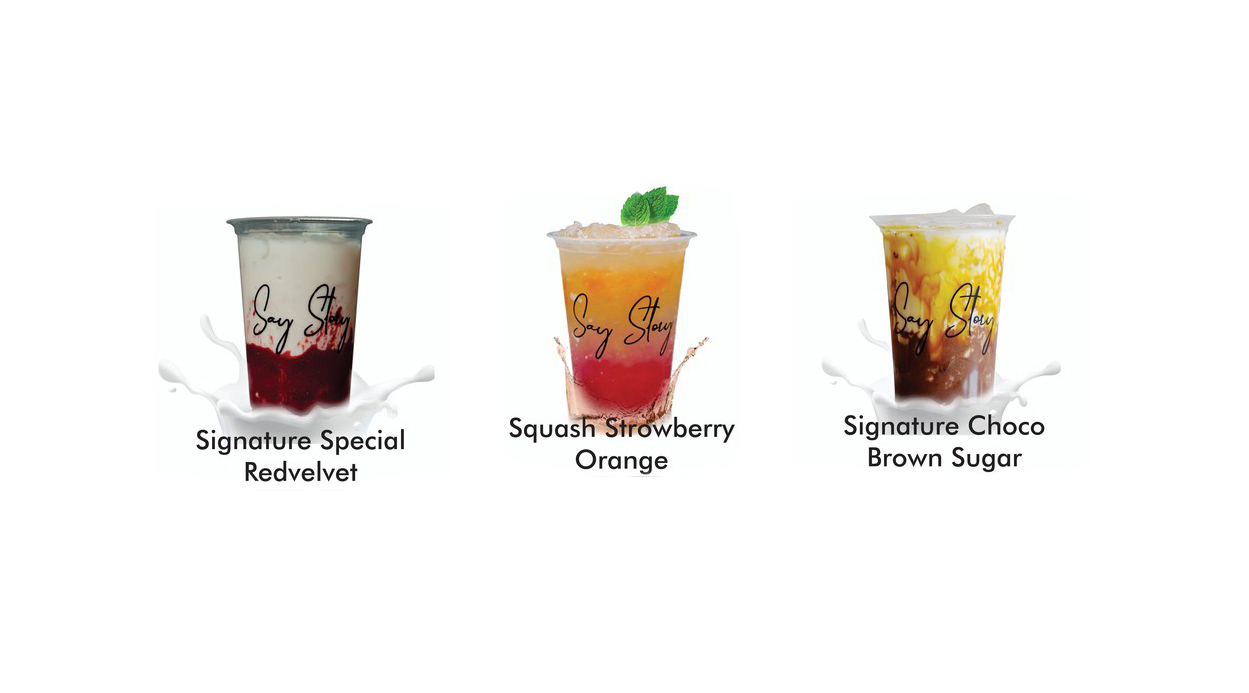 Say Story
Say Story
Say Story
Signature Special
Redvelvet
Squash Strowberry
Orange
Signature Choco
Brown Sugar